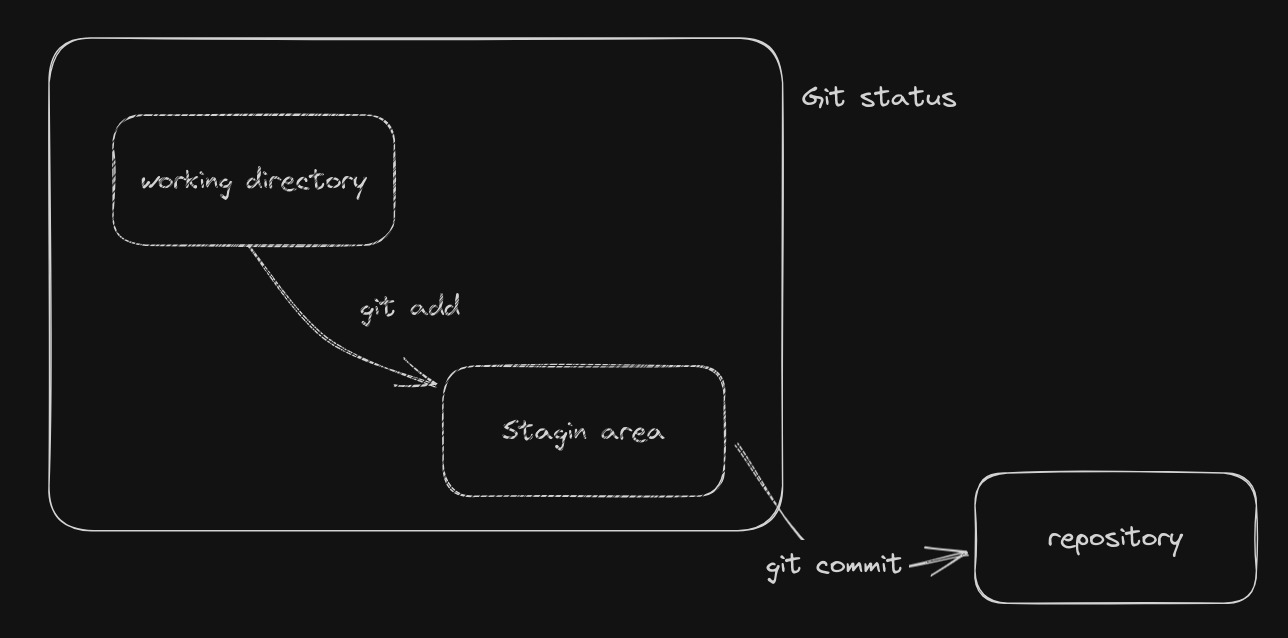 Git status
working directory
git add
Stagin area
git commit
repository